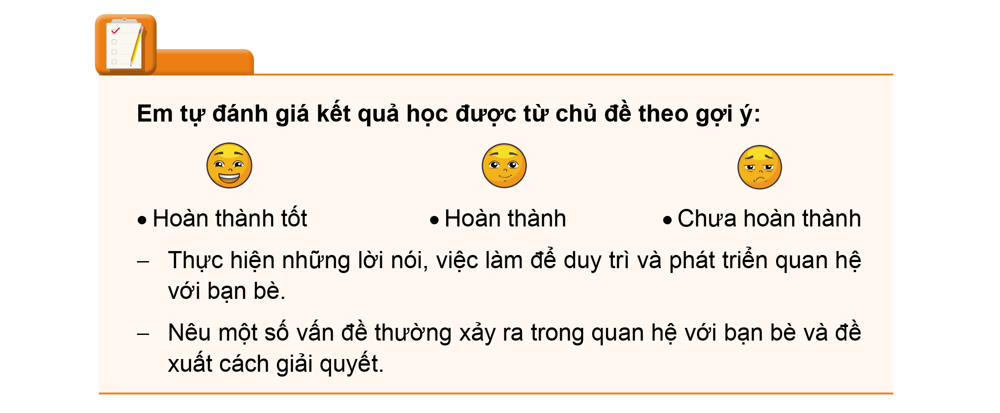 Em tự đánh giá kết quả học được từ chủ đề theo gợi ý:
• Hoàn thành tốt • Hoàn thành • Chưa hoàn thành
– Thực hiện những lời nói, việc làm để duy trì và phát triển quan hệ
với bạn bè.
– Nêu một số vấn đề thường xảy ra trong quan hệ với bạn bè và đề
xuất cách giải quyết.